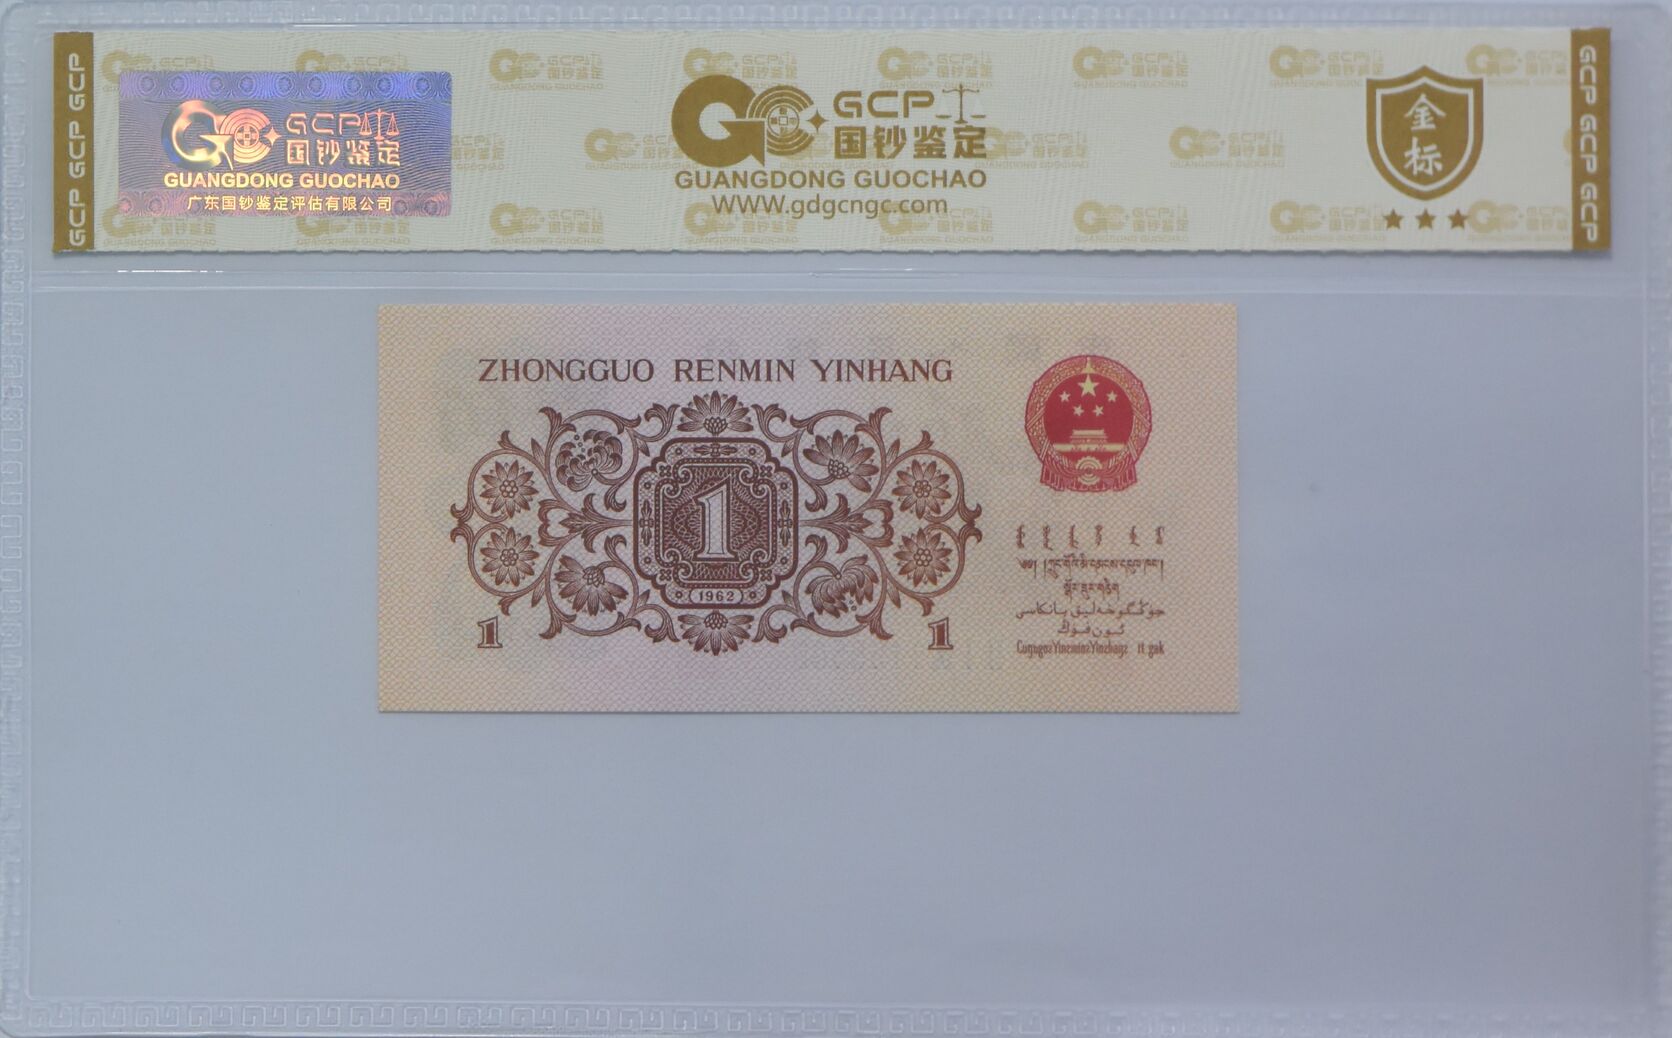 GCP GCP GCP
GCP
国钞鉴定
GUANGDONG GUOCHAO
广东国钞鉴定评估有限公司
GCP
国钞鉴定
GUANGDONG GUOCHAO
WWW.gdgcngc.com
金
标
GCP GCP GCP
ZHONGGUO RENMIN YINHANG
1
1962
1
1